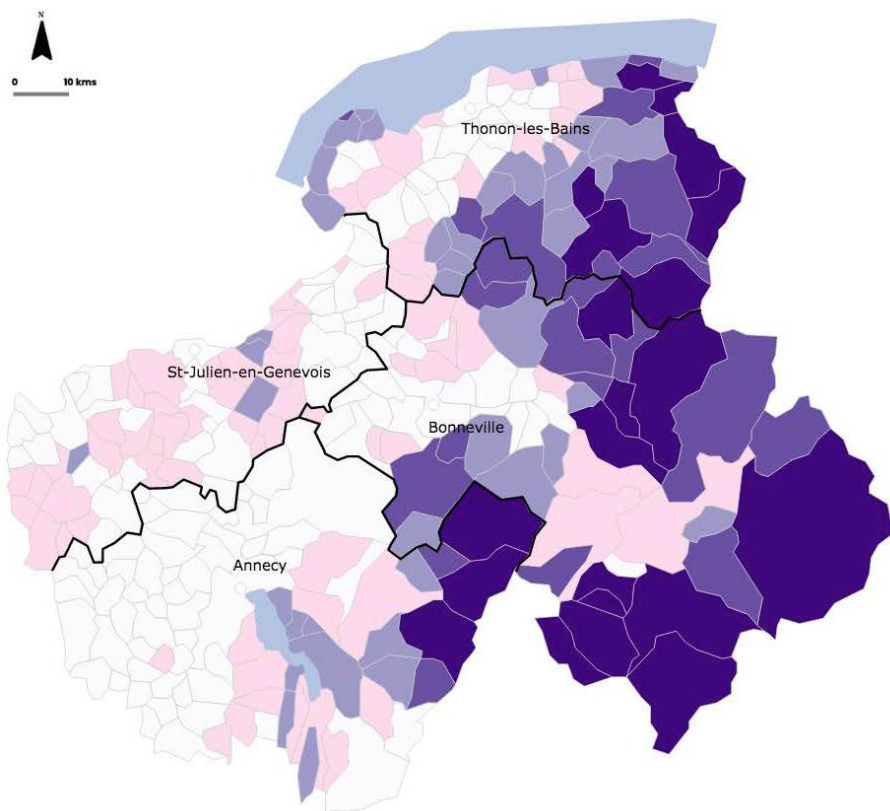 N
0 10 kms
Thonon-les-Bains
St-Julien-en-Genevois
Bonneville
Annecy